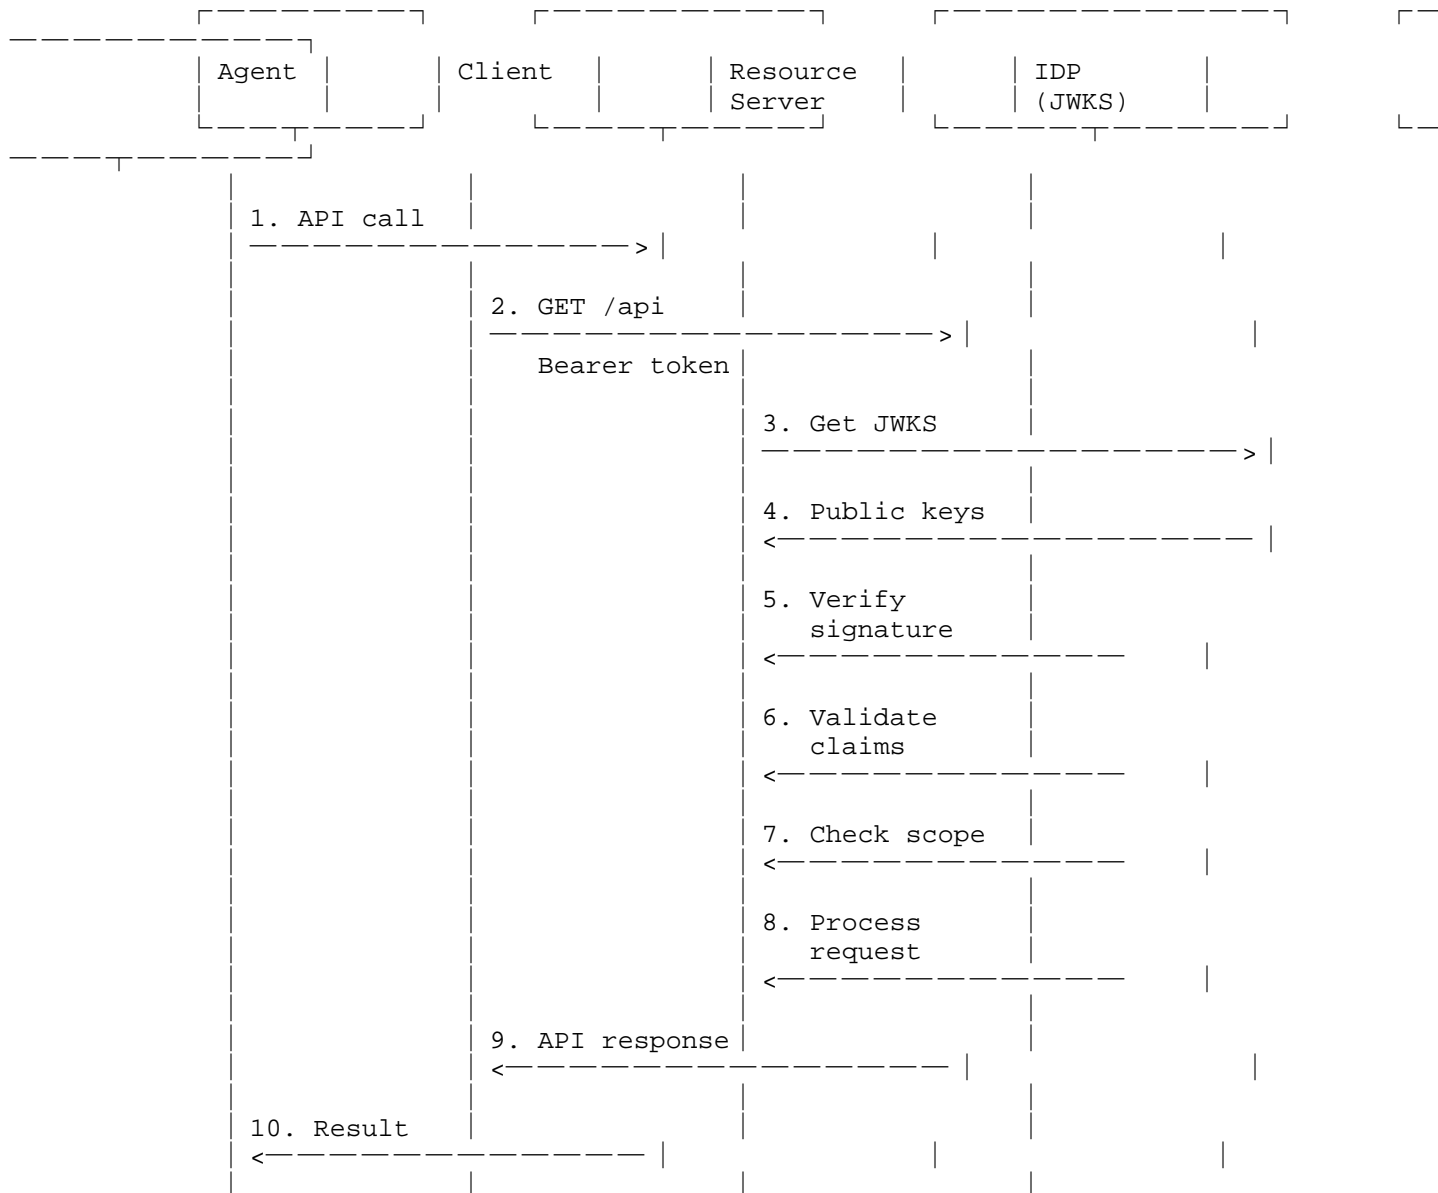 Agent Client Resource IDP
Server (JWKS)
1. API call
2. GET /api
Bearer token
3. Get JWKS
4. Public keys
5. Verify
signature
6. Validate
claims
7. Check scope
8. Process
request
9. API response
10. Result